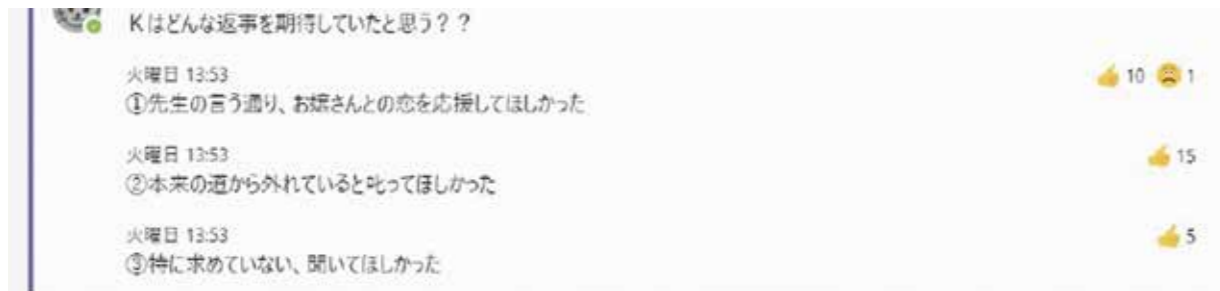 Kはどんな返事を期待していたと思う？？
火曜日 13:53
👍 10 😩 1
①先生の言う通り、お嬢さんとの恋を応援してほしかった
火曜日 13:53
👍 15
②本来の道から外れていると叱ってほしかった
火曜日 13:53
👍 5
③特に求めていない、聞いてほしかった